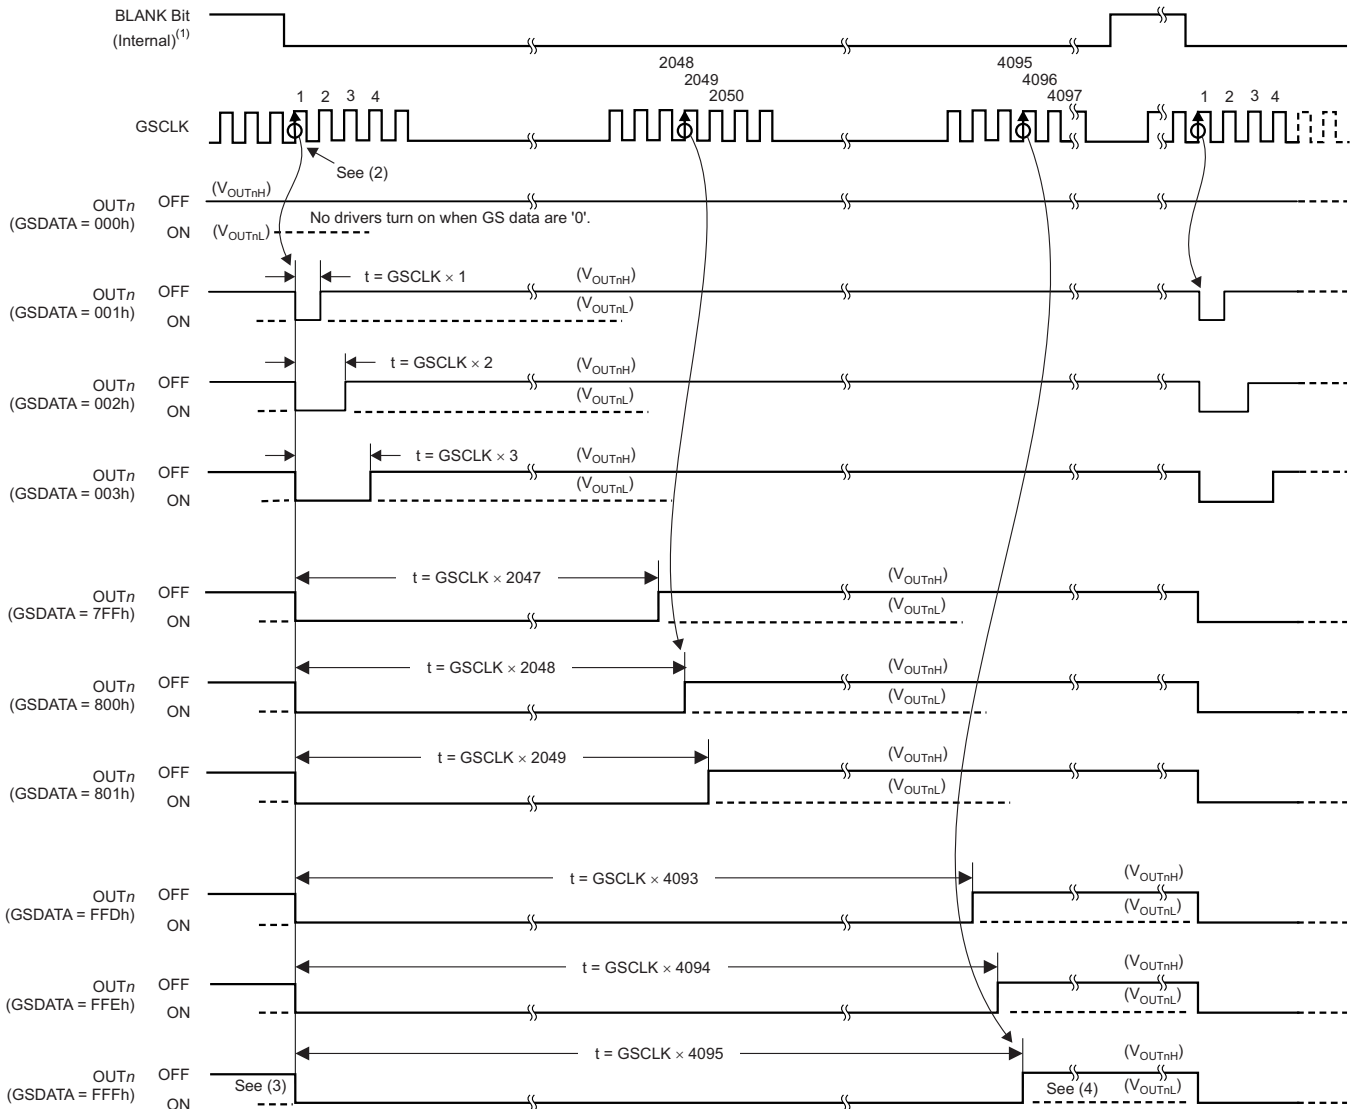 BLANK Bit
(Internal)(1)
2048
2049
2050
4095
4096
4097
GSCLK
1 2 3 4
1 2 3 4
See (2)
OUTn
(GSDATA = 000h)
OFF
ON
(VOUTnH)
(VOUTnL)
No drivers turn on when GS data are '0'.
OUTn
(GSDATA = 001h)
OFF
ON
t = GSCLK × 1
(VOUTnH)
(VOUTnL)
OUTn
(GSDATA = 002h)
OFF
ON
t = GSCLK × 2
(VOUTnH)
(VOUTnL)
OUTn
(GSDATA = 003h)
OFF
ON
t = GSCLK × 3
(VOUTnH)
(VOUTnL)
OUTn
(GSDATA = 7FFh)
OFF
ON
t = GSCLK × 2047
(VOUTnH)
(VOUTnL)
OUTn
(GSDATA = 800h)
OFF
ON
t = GSCLK × 2048
(VOUTnH)
(VOUTnL)
OUTn
(GSDATA = 801h)
OFF
ON
t = GSCLK × 2049
(VOUTnH)
(VOUTnL)
OUTn
(GSDATA = FFDh)
OFF
ON
t = GSCLK × 4093
(VOUTnH)
(VOUTnL)
OUTn
(GSDATA = FFEh)
OFF
ON
t = GSCLK × 4094
(VOUTnH)
(VOUTnL)
OUTn
(GSDATA = FFFh)
OFF
ON
See (3)
t = GSCLK × 4095
See (4)
(VOUTnH)
(VOUTnL)